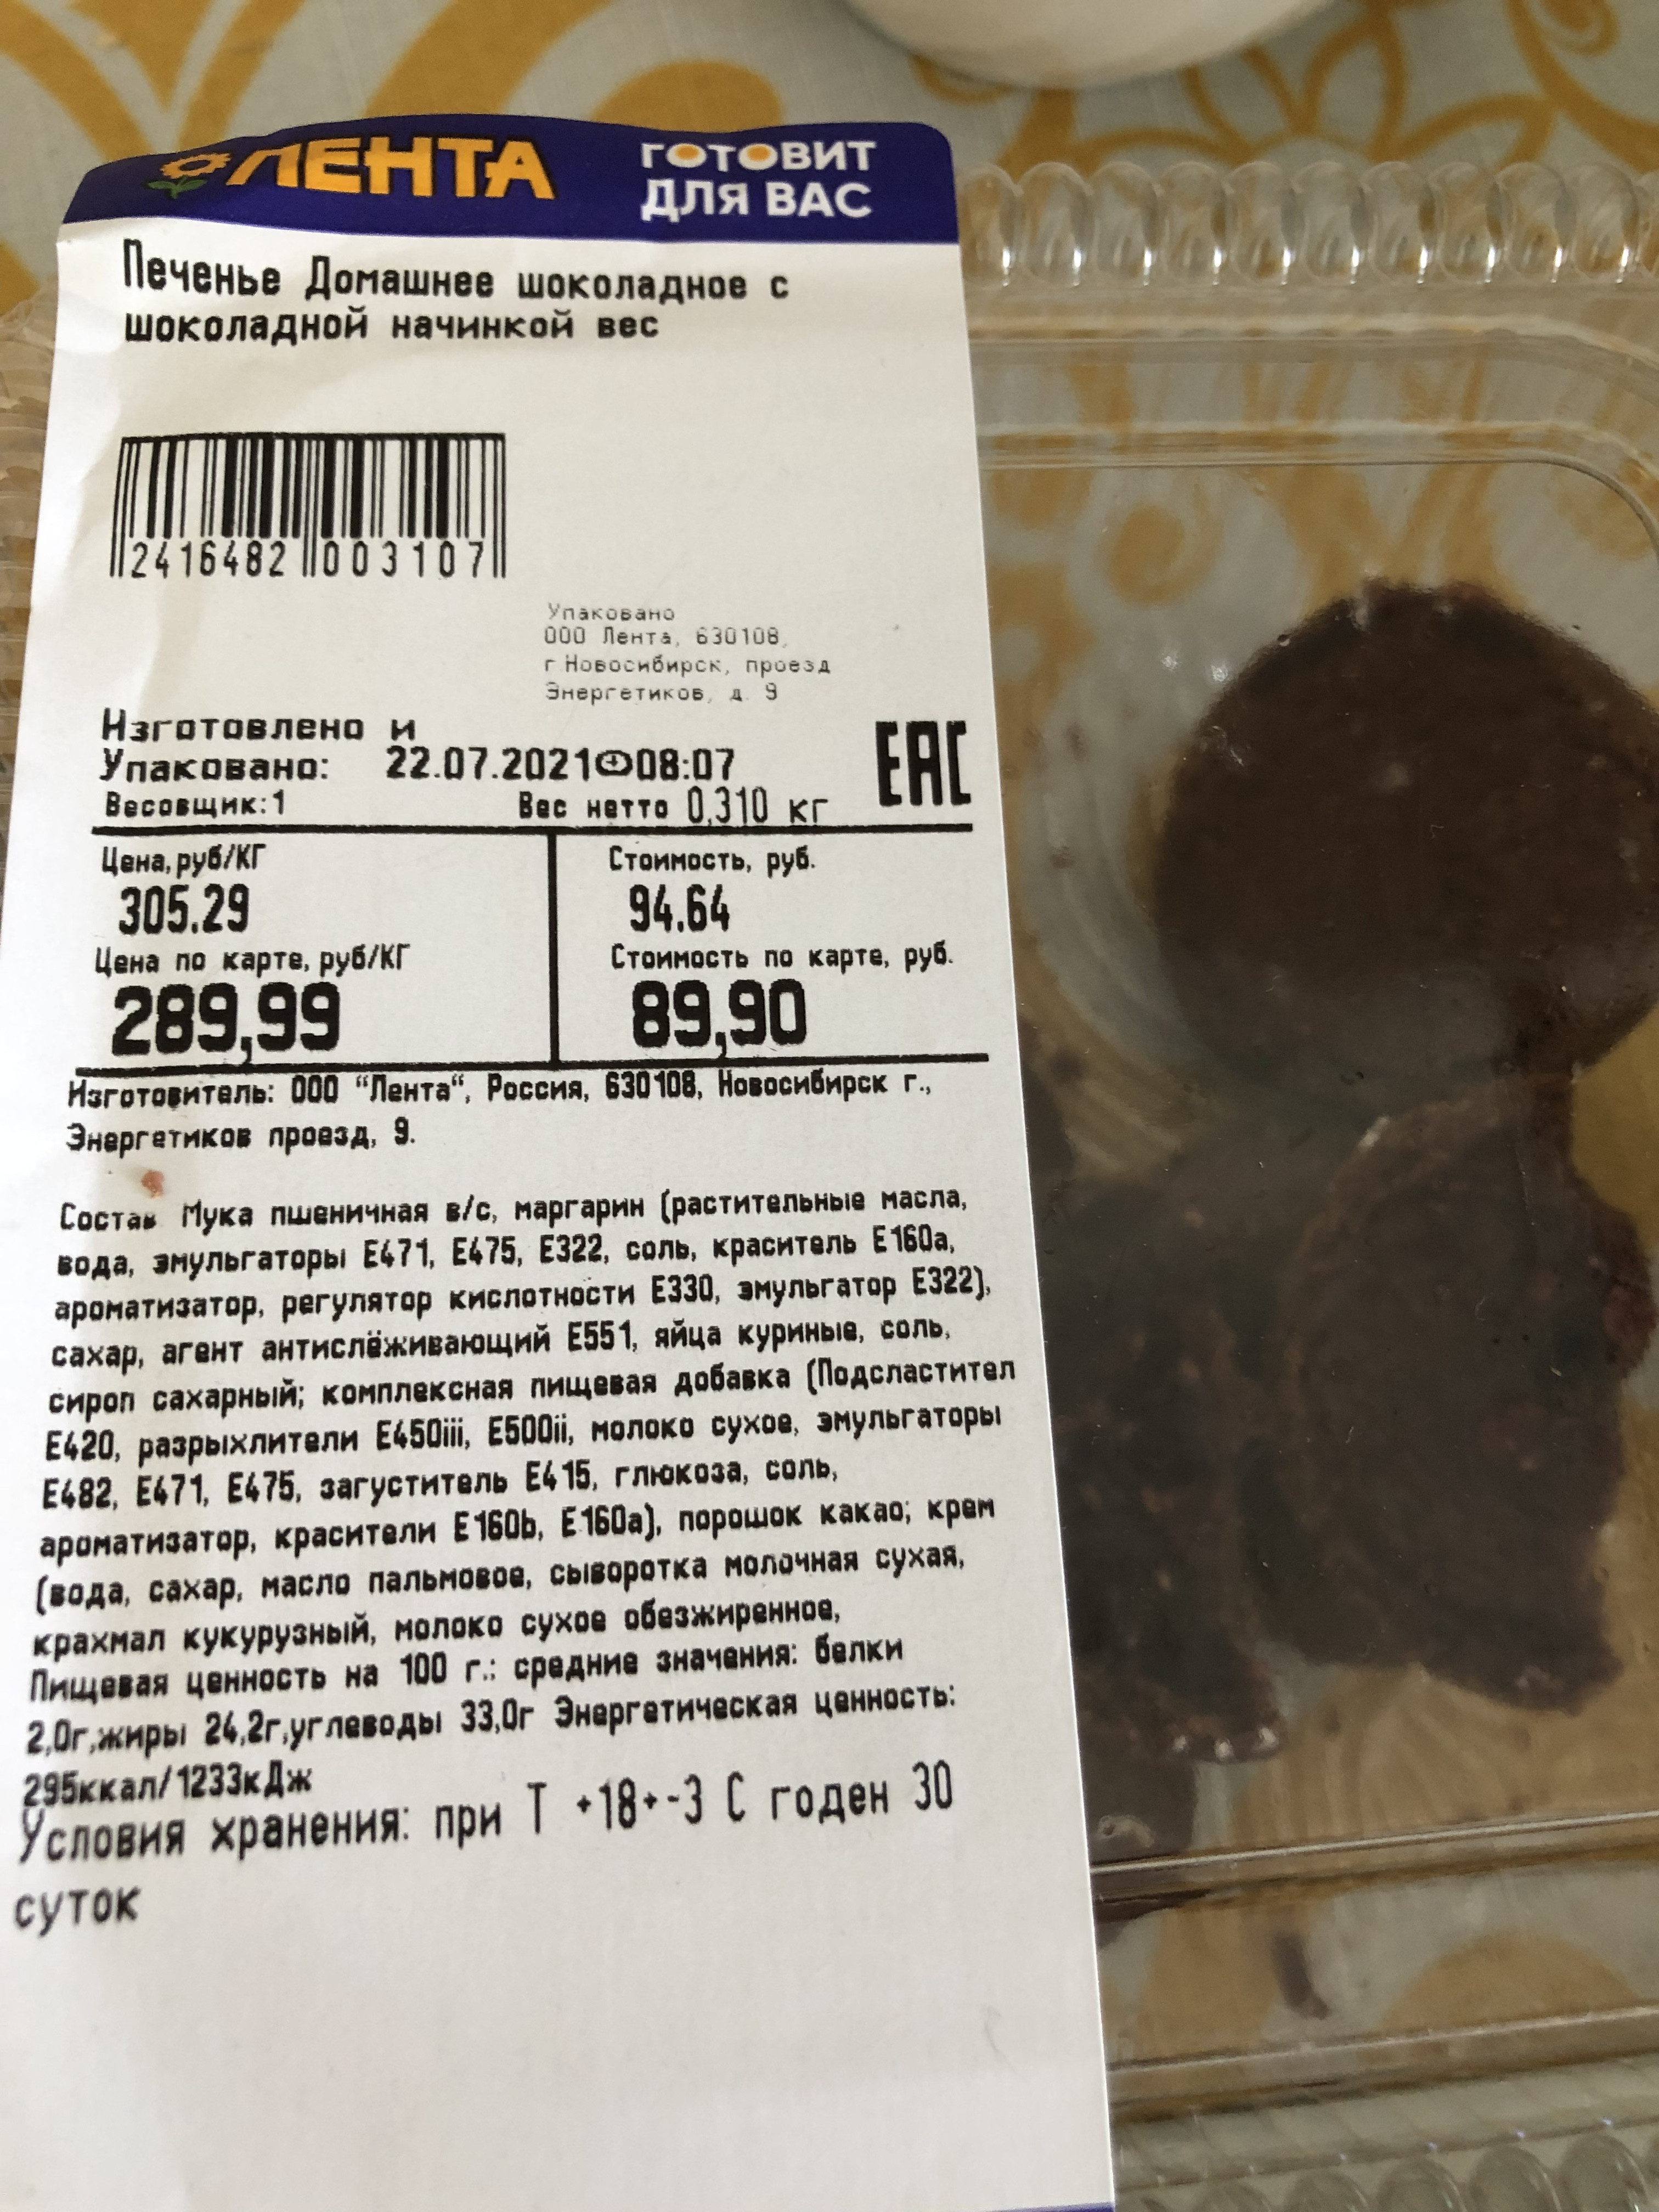 ЛЕНТА ГОТОВИТ
ДЛЯ ВАС
Печенье Домашнее шоколадное с
шоколадной начинкой вес
2416482 003107
Упаковано
ООО Лента, 630108,
г Новосибирск, проезд
Энергетиков, д. 9
Изготовлено и
Упаковано: 22.07.2021 08:07
EAC
Весовщик:1 Вес нетто 0,310 кг
Цена,руб/КГ Стоимость, руб.
305.29 94.64
Цена по карте, руб/КГ Стоимость по карте, руб.
289,99 89,90
Изготовитель: ООО “Лента“, Россия, 630108, Новосибирск г.,
Энергетиков проезд, 9.
Состав Мука пшеничная в/с, маргарин (растительные масла,
вода, эмульгаторы Е471, Е475, Е322, соль, краситель Е160а,
ароматизатор, регулятор кислотности Е330, эмульгатор Е322),
сахар, агент антислёживающий Е551, яйца куриные, соль,
сироп сахарный; комплексная пищевая добавка (Подсластител
Е420, разрыхлители Е450iii, Е500ii, молоко сухое, эмульгаторы
Е482, Е471, Е475, загуститель Е415, глюкоза, соль,
ароматизатор, красители Е160b, Е160а), порошок какао; крем
(вода, сахар, масло пальмовое, сыворотка молочная сухая,
крахмал кукурузный, молоко сухое обезжиренное,
Пищевая ценность на 100 г.: средние значения: белки
2,0г,жиры 24,2г,углеводы 33,0г Энергетическая ценность:
295ккал/1233кДж
Условия хранения: при Т +18+-3 С годен 30
суток